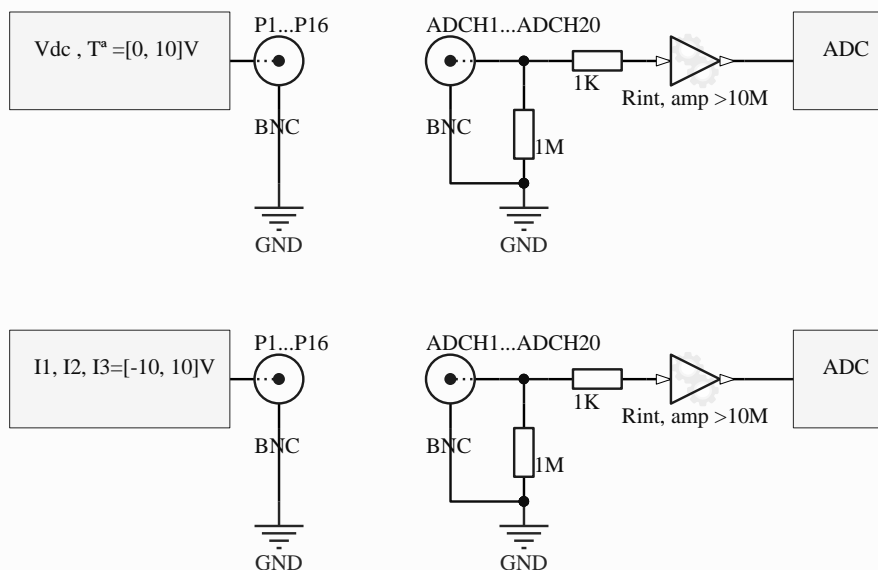 P1...P16
ADCH1...ADCH20
Vdc , Tª =[0, 10]V
ADC
1K
Rint, amp >10M
BNC
BNC
1M
GND
GND
P1...P16
ADCH1...ADCH20
I1, I2, I3=[-10, 10]V
ADC
1K
Rint, amp >10M
BNC
BNC
1M
GND
GND